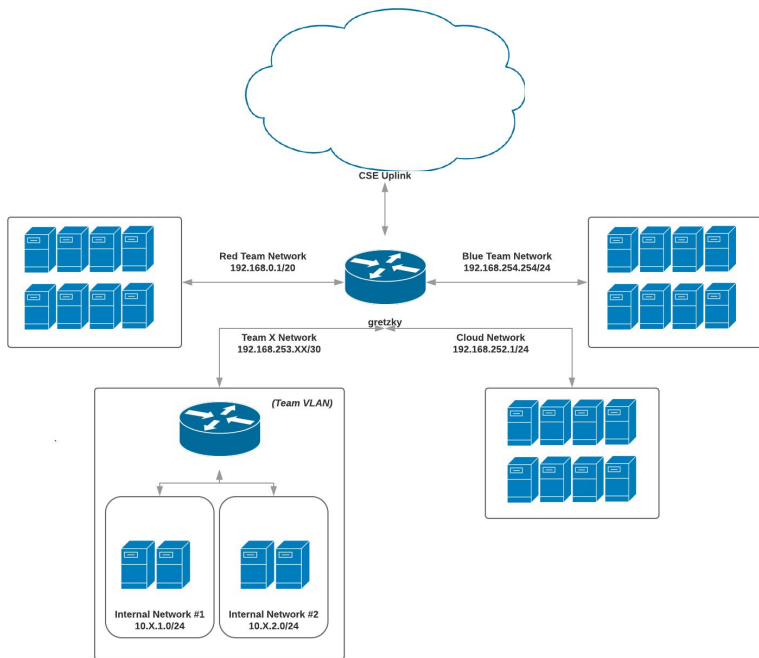 CSE Uplink
Red Team Network
192.168.0.1/20
Blue Team Network
192.168.254.254/24
gretzky
Team X Network
192.168.253.XX/30
Cloud Network
192.168.252.1/24
(Team VLAN)
Internal Network #1
10.X.1.0/24
Internal Network #2
10.X.2.0/24